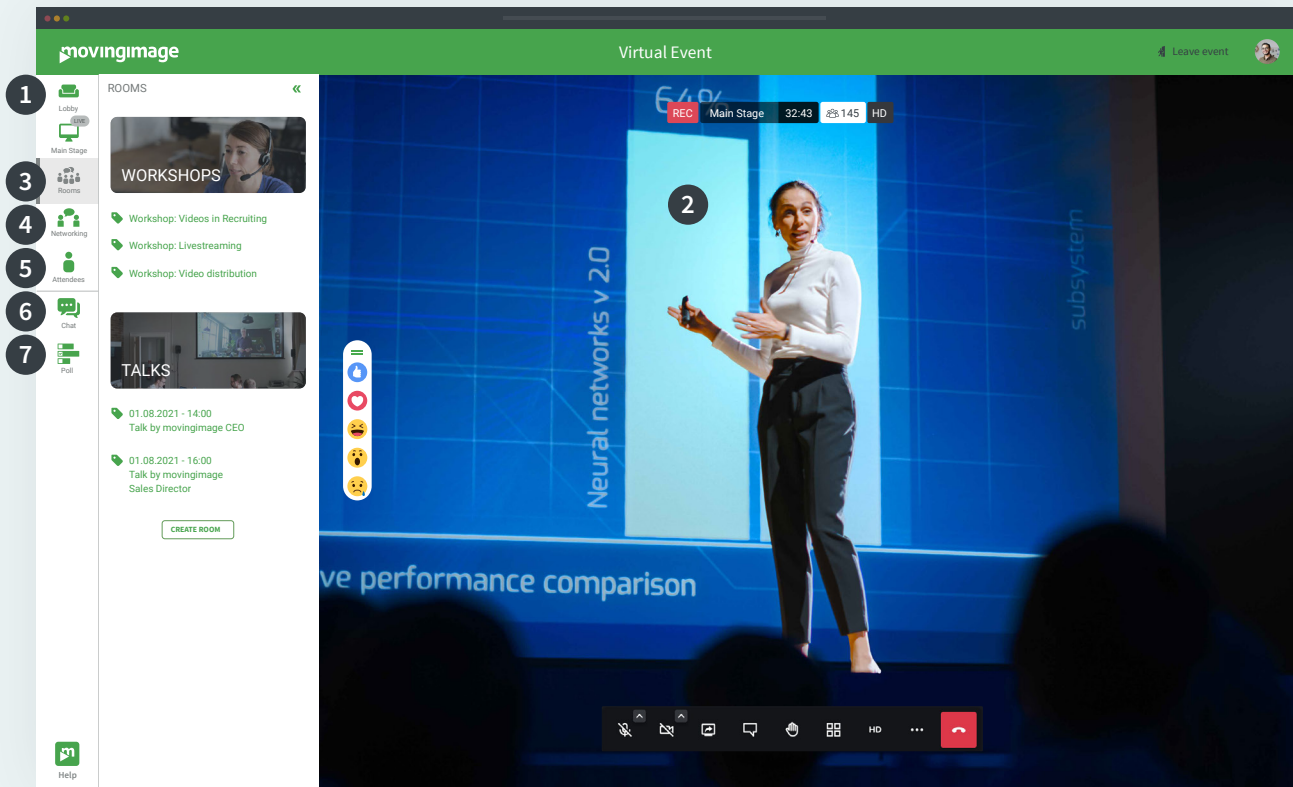 movingimage
Virtual Event
Leave event
1
Lobby
LIVE
Main Stage
3
Rooms
4
Networking
5
Attendees
6
Chat
7
Poll
Help
ROOMS
«
WORKSHOPS
Workshop: Videos in Recruiting
Workshop: Livestreaming
Workshop: Video distribution
TALKS
01.08.2021 - 14:00
Talk by movingimage CEO
01.08.2021 - 16:00
Talk by movingimage
Sales Director
CREATE ROOM
64%
REC Main Stage 32:43 145 HD
2
Neural networks v 2.0
subsystem
ve performance comparison
HD